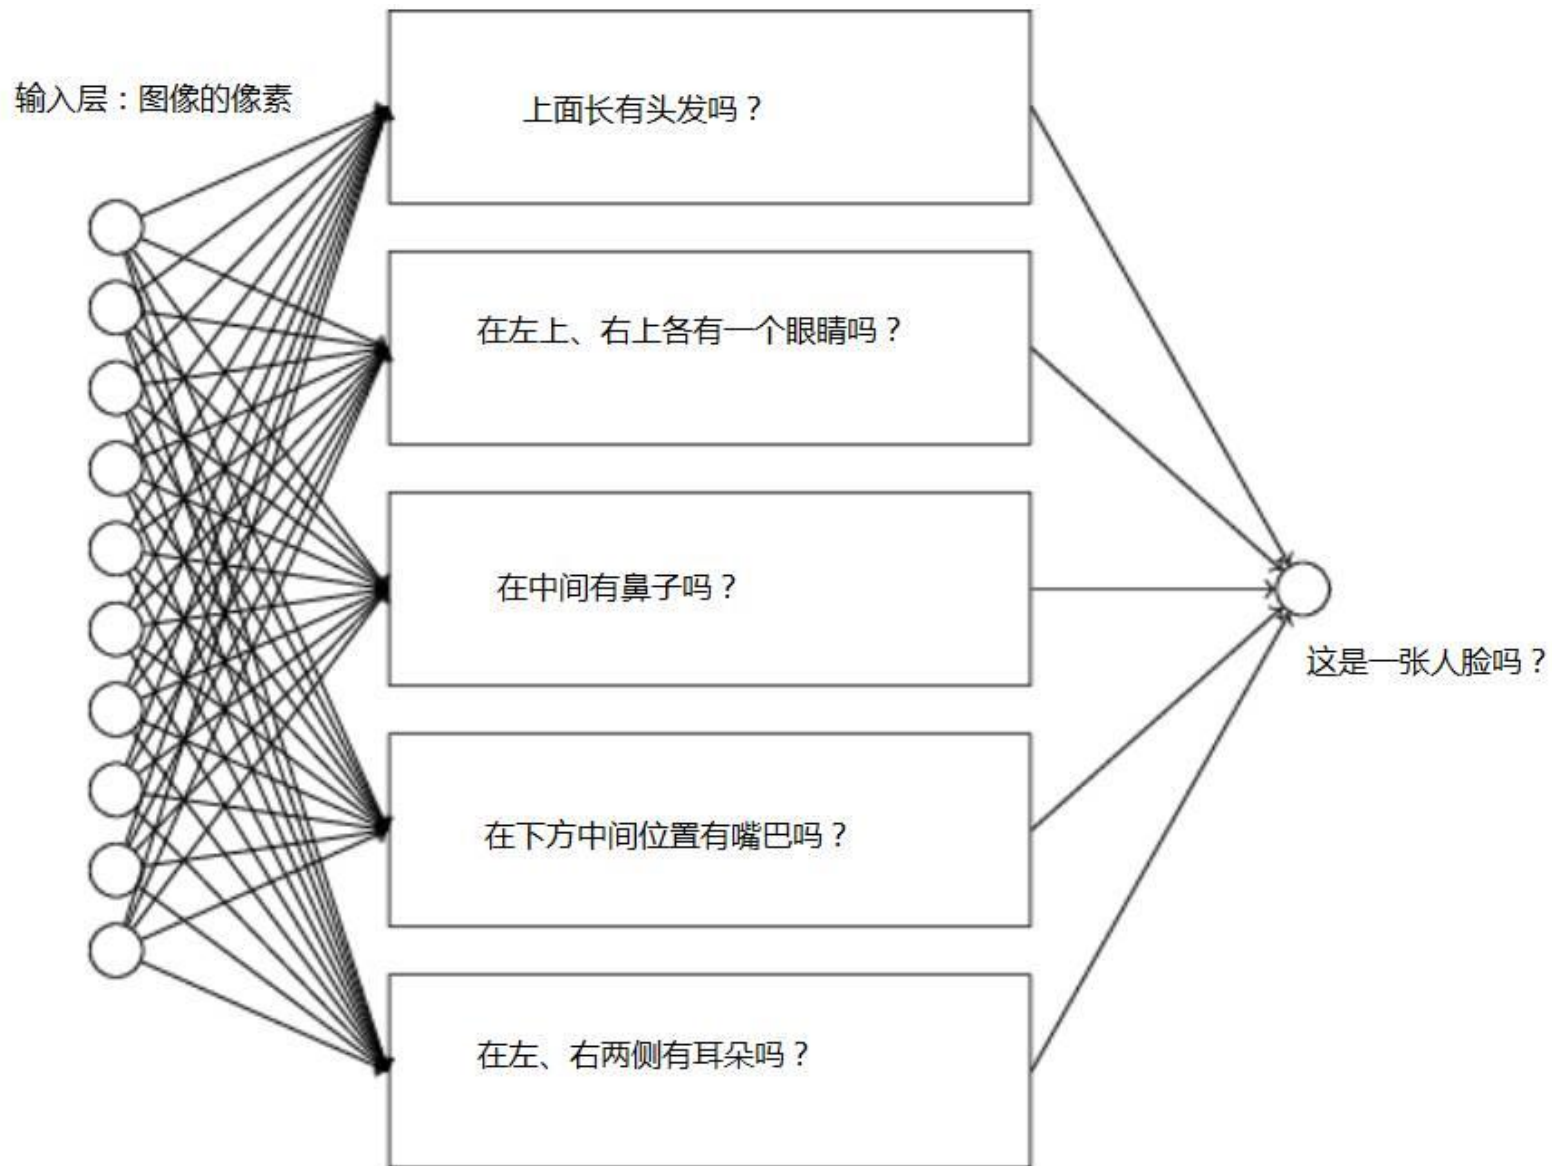 输入层：图像的像素
上面长有头发吗？
在左上、右上各有一个眼睛吗？
在中间有鼻子吗？
在下方中间位置有嘴巴吗？
在左、右两侧有耳朵吗？
这是一张人脸吗？